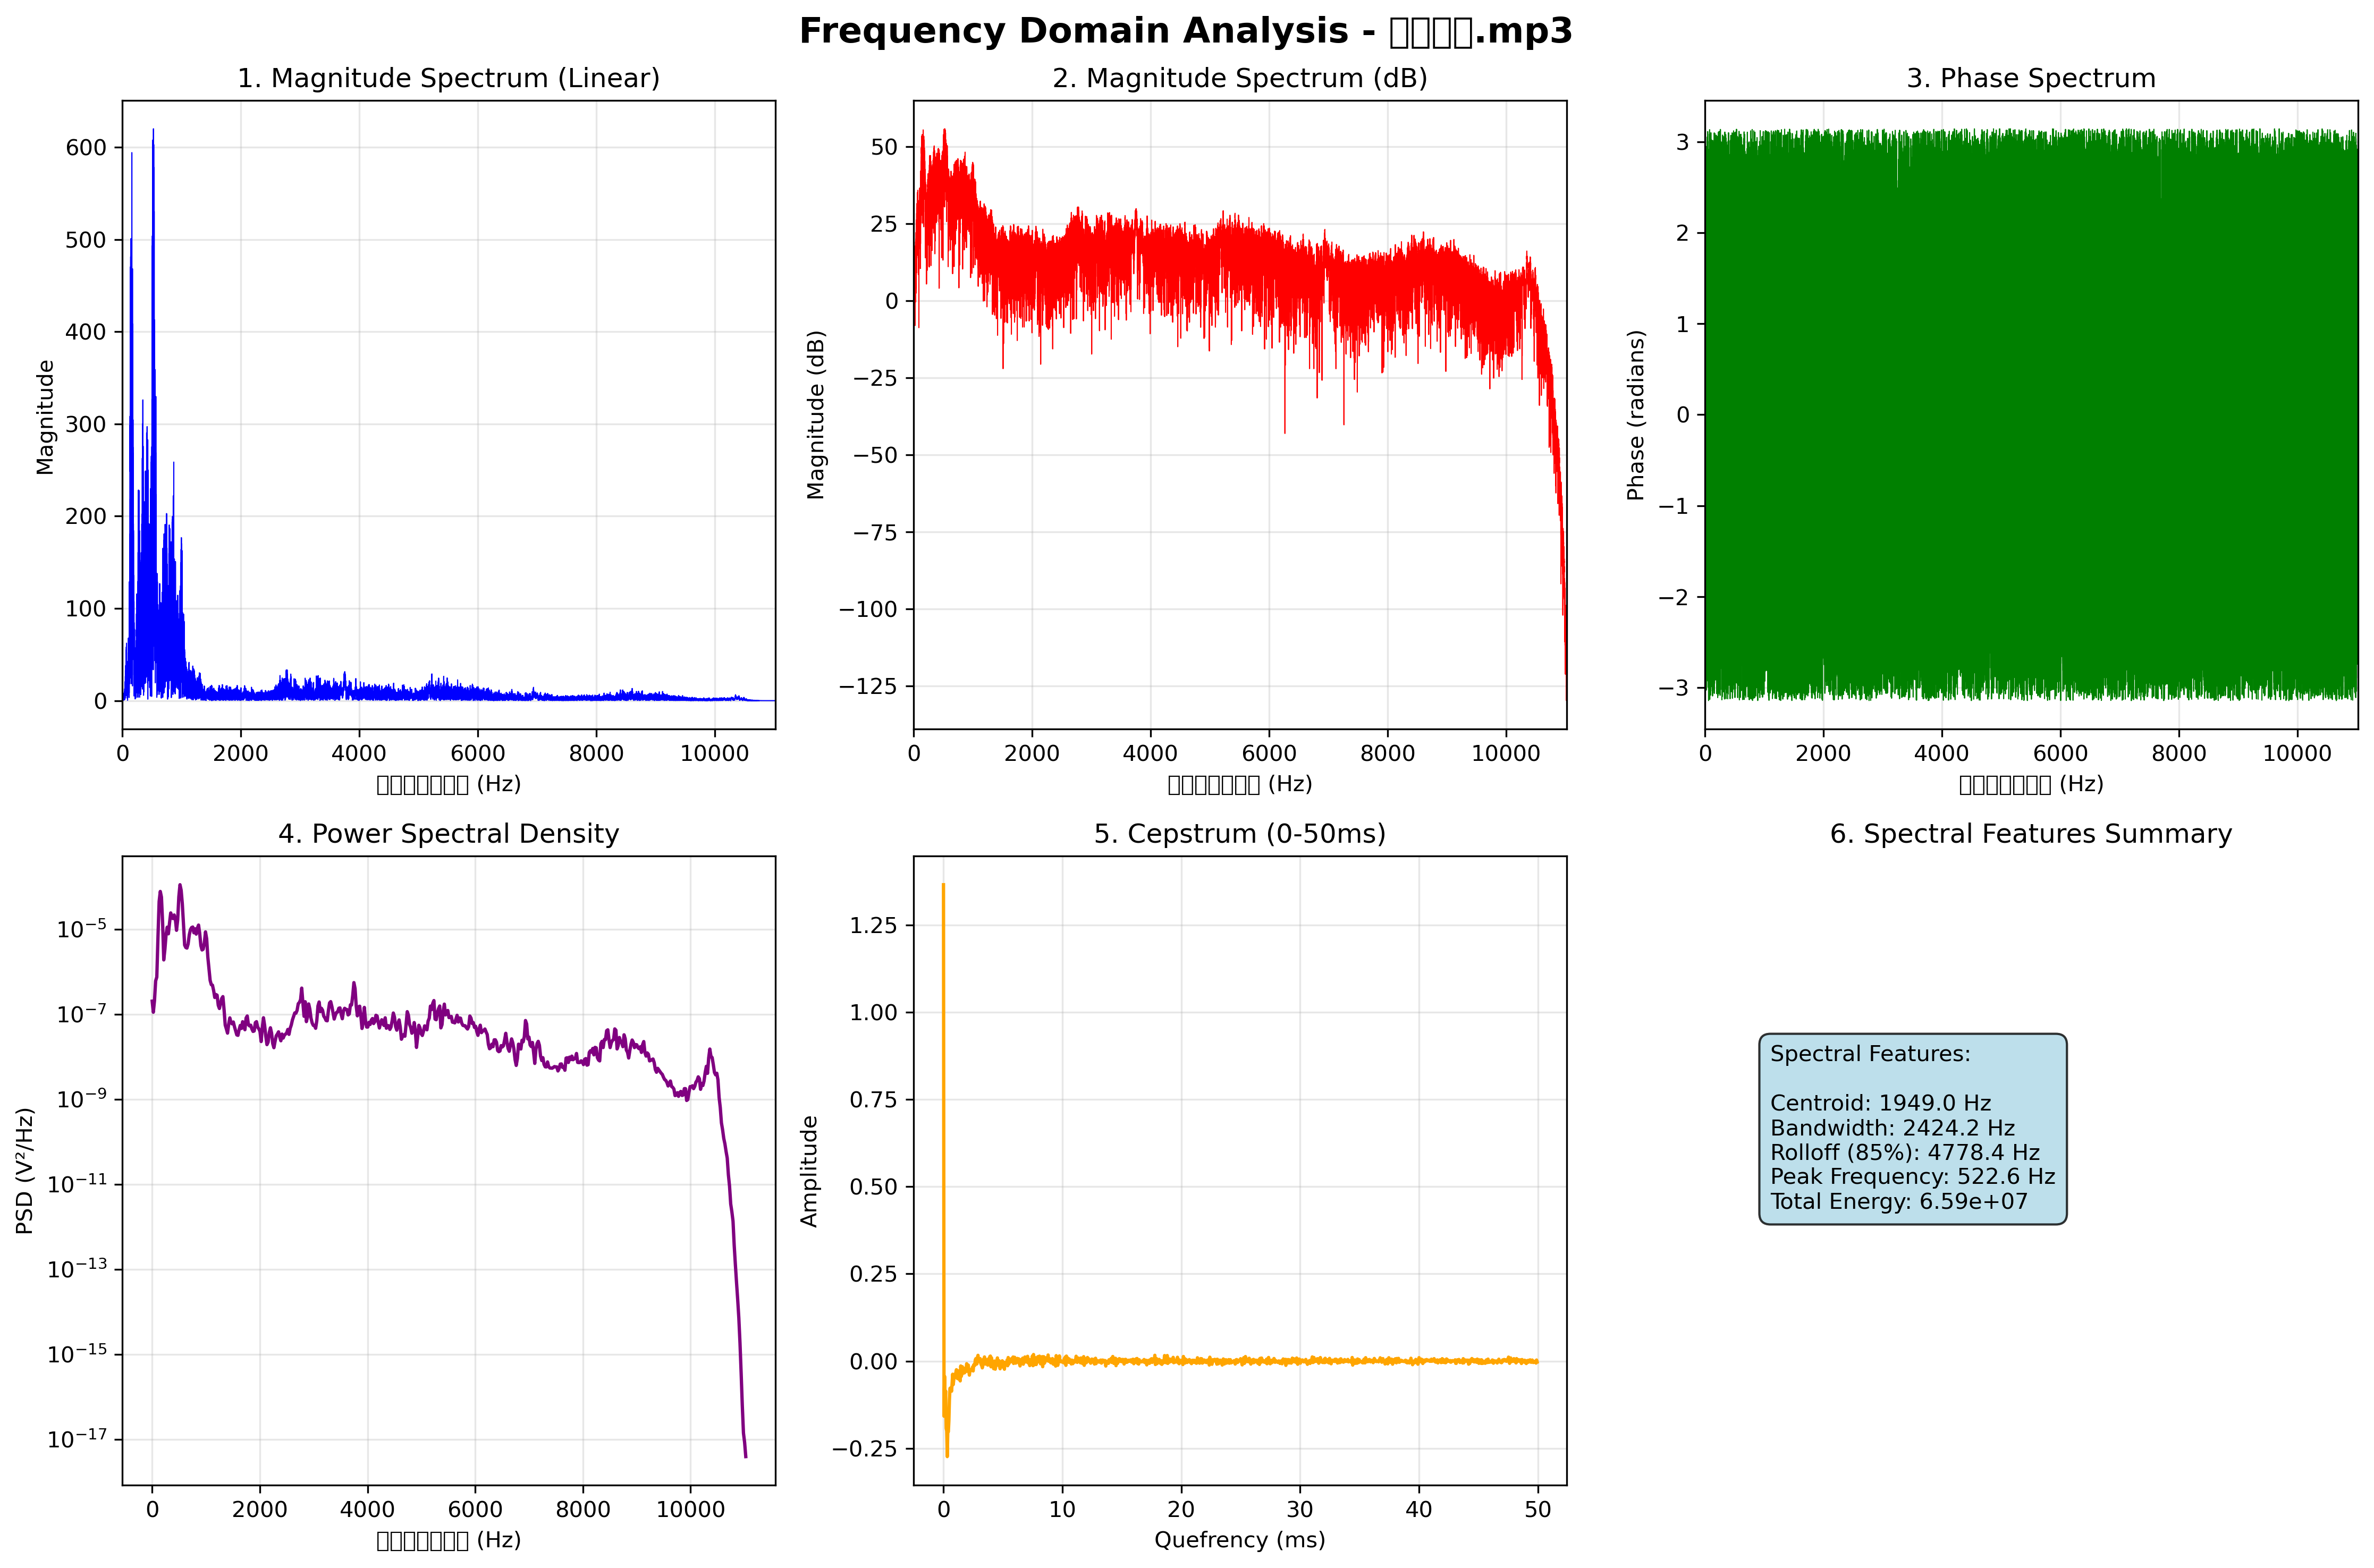 Frequency Domain Analysis - .mp3
1. Magnitude Spectrum (Linear)
Magnitude
600
500
400
300
200
100
0
0 2000 4000 6000 8000 10000
(Hz)
2. Magnitude Spectrum (dB)
Magnitude (dB)
50
25
0
−25
−50
−75
−100
−125
0 2000 4000 6000 8000 10000
(Hz)
3. Phase Spectrum
Phase (radians)
3
2
1
0
−1
−2
−3
0 2000 4000 6000 8000 10000
(Hz)
4. Power Spectral Density
PSD (V²/Hz)
10⁻⁵
10⁻⁷
10⁻⁹
10⁻¹¹
10⁻¹³
10⁻¹⁵
10⁻¹⁷
0 2000 4000 6000 8000 10000
(Hz)
5. Cepstrum (0-50ms)
Amplitude
1.25
1.00
0.75
0.50
0.25
0.00
−0.25
0 10 20 30 40 50
Quefrency (ms)
6. Spectral Features Summary
Spectral Features:
Centroid: 1949.0 Hz
Bandwidth: 2424.2 Hz
Rolloff (85%): 4778.4 Hz
Peak Frequency: 522.6 Hz
Total Energy: 6.59e+07